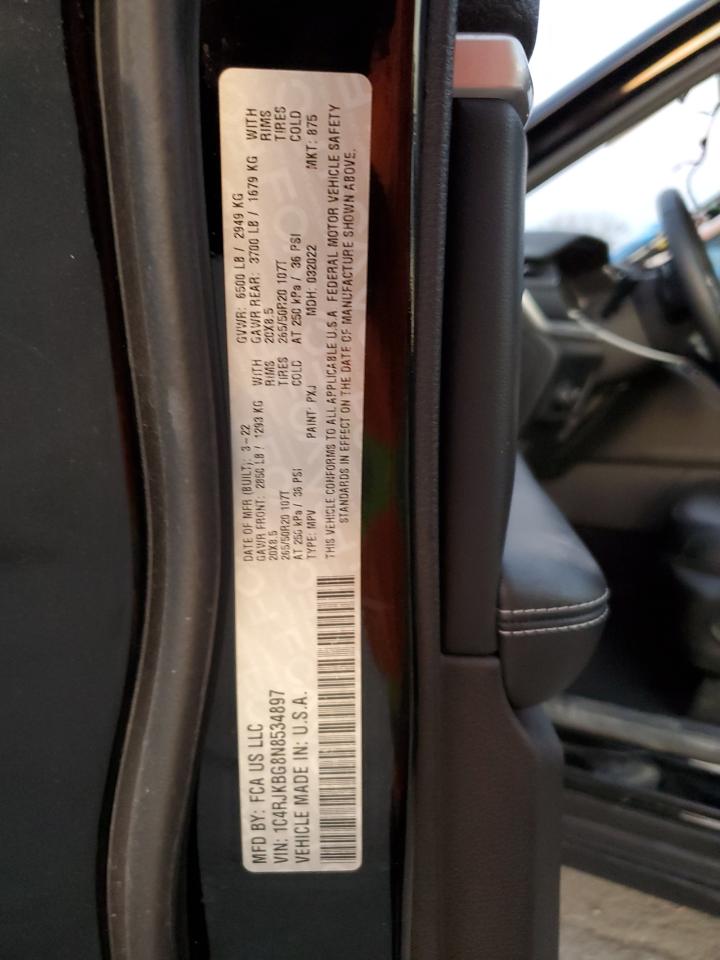 MFD BY: FCA US LLC
VIN: 1C4RJKBG8N8534897
VEHICLE MADE IN: U.S.A.
DATE OF MFR (BUILT): 3-22 GVWR: 6500 LB / 2949 KG
GAWR FRONT: 2850 LB / 1293 KG WITH GAWR REAR: 3700 LB / 1679 KG WITH
20X8.5 RIMS 20X8.5 RIMS
265/50R20 107T TIRES 265/50R20 107T TIRES
AT 250 kPa / 36 PSI COLD AT 250 kPa / 36 PSI COLD
TYPE: MPV PAINT: PXJ MDH: 032022 MKT: 875
THIS VEHICLE CONFORMS TO ALL APPLICABLE U.S.A. FEDERAL MOTOR VEHICLE SAFETY
STANDARDS IN EFFECT ON THE DATE OF MANUFACTURE SHOWN ABOVE.